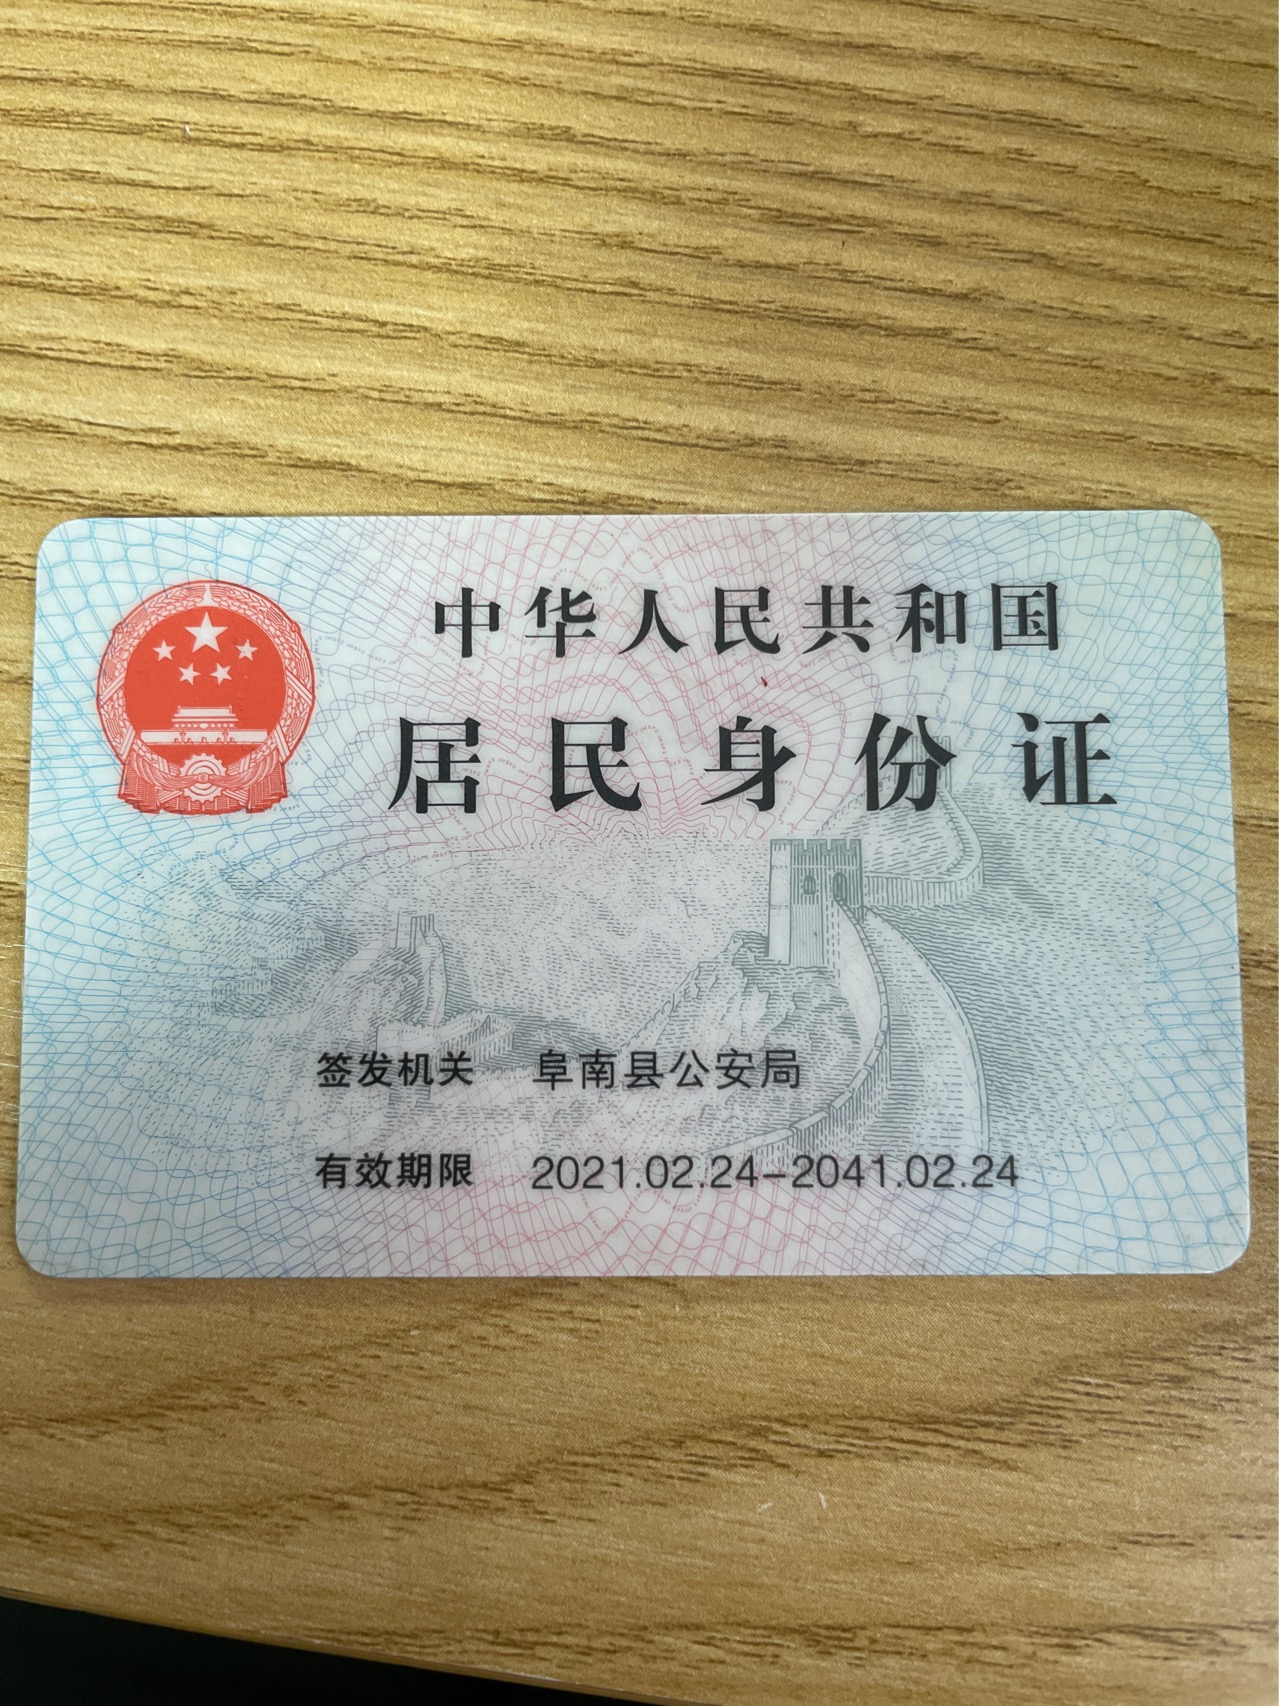 中华人民共和国
居民身份证
签发机关 阜南县公安局
有效期限 2021.02.24-2041.02.24